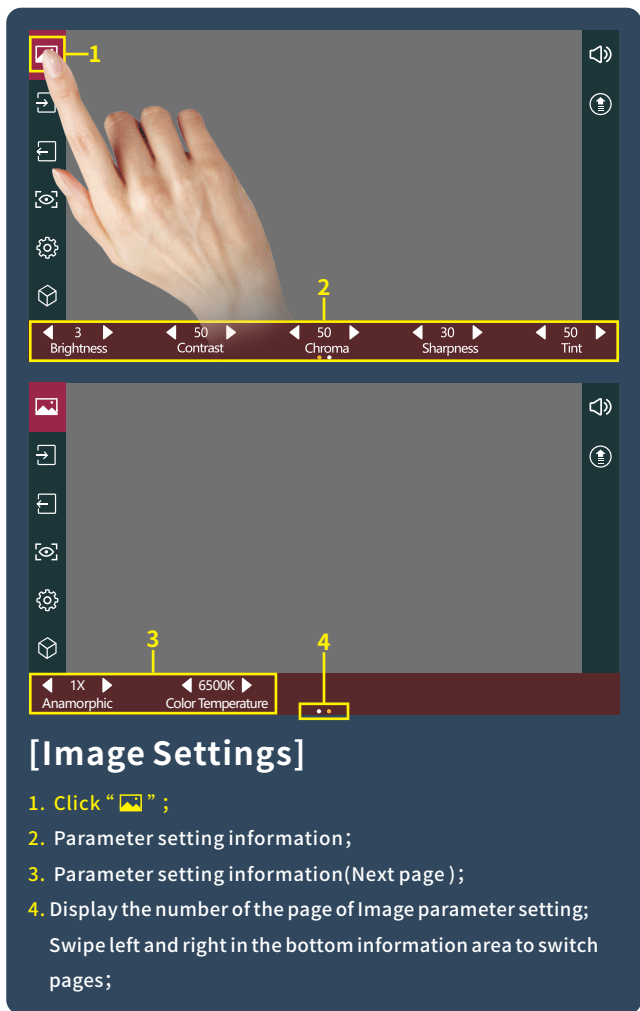 1
2
3 50 50 30 50
Brightness Contrast Chroma Sharpness Tint
3 4
1X 6500K
Anamorphic Color Temperature
[Image Settings]
1. Click “ ” ;
2. Parameter setting information;
3. Parameter setting information(Next page ) ;
4. Display the number of the page of Image parameter setting;
Swipe left and right in the bottom information area to switch
pages;